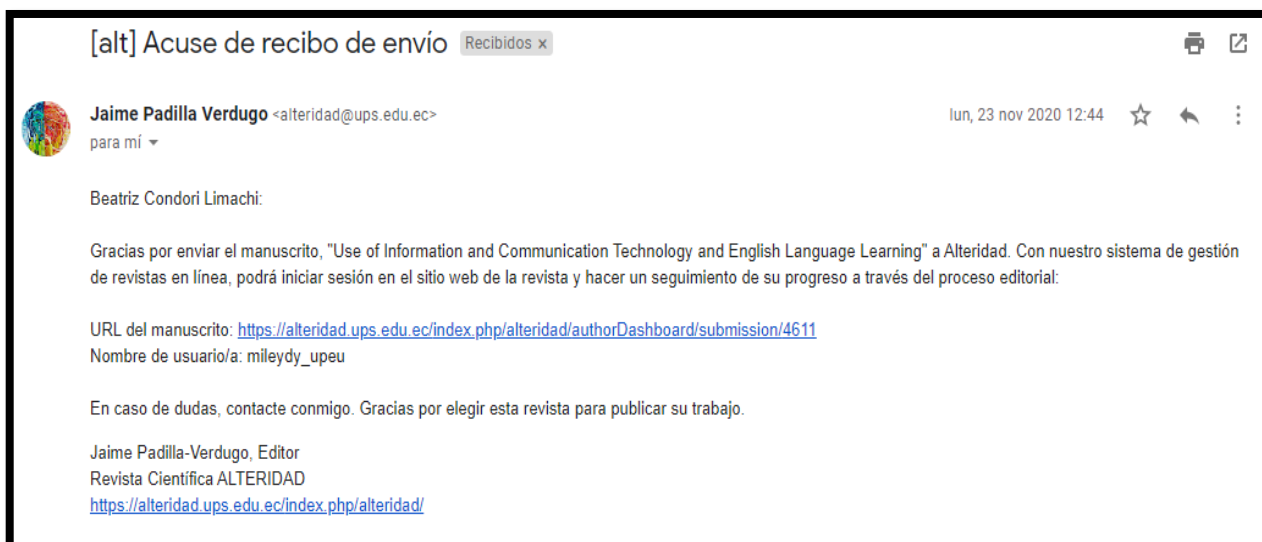 [alt] Acuse de recibo de envío Recibidos x
Jaime Padilla Verdugo <alteridad@ups.edu.ec> lun, 23 nov 2020 12:44
para mí
Beatriz Condori Limachi:
Gracias por enviar el manuscrito, "Use of Information and Communication Technology and English Language Learning" a Alteridad. Con nuestro sistema de gestión
de revistas en línea, podrá iniciar sesión en el sitio web de la revista y hacer un seguimiento de su progreso a través del proceso editorial:
URL del manuscrito: https://alteridad.ups.edu.ec/index.php/alteridad/authorDashboard/submission/4611
Nombre de usuario/a: mileydy_upeu
En caso de dudas, contacte conmigo. Gracias por elegir esta revista para publicar su trabajo.
Jaime Padilla-Verdugo, Editor
Revista Científica ALTERIDAD
https://alteridad.ups.edu.ec/index.php/alteridad/